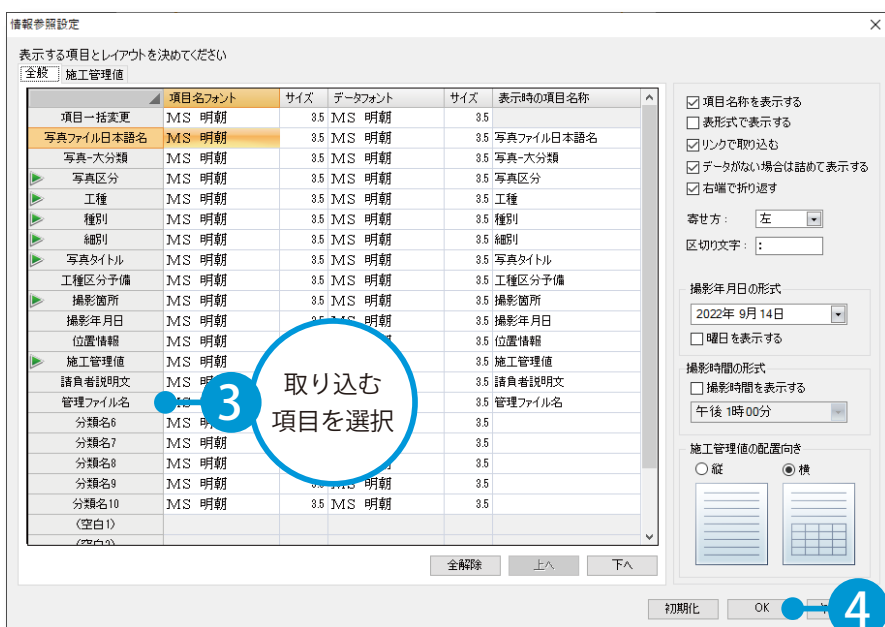 情報参照設定
表示する項目とレイアウトを決めてください
全般 施工管理値
項目名フォント サイズ データフォント サイズ 表示時の項目名称
項目一括変更 MS 明朝 3.5 MS 明朝 3.5
写真ファイル日本語名 MS 明朝 3.5 MS 明朝 3.5 写真ファイル日本語名
写真-大分類 MS 明朝 3.5 MS 明朝 3.5 写真-大分類
写真区分 MS 明朝 3.5 MS 明朝 3.5 写真区分
工種 MS 明朝 3.5 MS 明朝 3.5 工種
種別 MS 明朝 3.5 MS 明朝 3.5 種別
細別 MS 明朝 3.5 MS 明朝 3.5 細別
写真タイトル MS 明朝 3.5 MS 明朝 3.5 写真タイトル
工種区分予備 MS 明朝 3.5 MS 明朝 3.5 工種区分予備
撮影箇所 MS 明朝 3.5 MS 明朝 3.5 撮影箇所
撮影年月日 MS 明朝 3.5 MS 明朝 3.5 撮影年月日
位置情報 MS 明朝 3.5 位置情報
施工管理値 MS 明朝 3.5 施工管理値
請負者説明文 MS 明朝 3.5 請負者説明文
管理ファイル名 3.5 管理ファイル名
分類名6 MS 明朝 3.5
分類名7 MS 明朝 3.5
分類名8 MS 明朝 3.5
分類名9 MS 明朝 3.5 MS 明朝 3.5
分類名10 MS 明朝 3.5 MS 明朝 3.5
(空白1)
3
取り込む
項目を選択
全解除 上へ 下へ
項目名称を表示する
表形式で表示する
リンクで取り込む
データがない場合は詰めて表示する
右端で折り返す
寄せ方: 左
区切り文字: :
撮影年月日の形式
2022年 9月14日
曜日を表示する
撮影時間の形式
撮影時間を表示する
午後 1時00分
施工管理値の配置向き
縦 横
初期化 OK
4